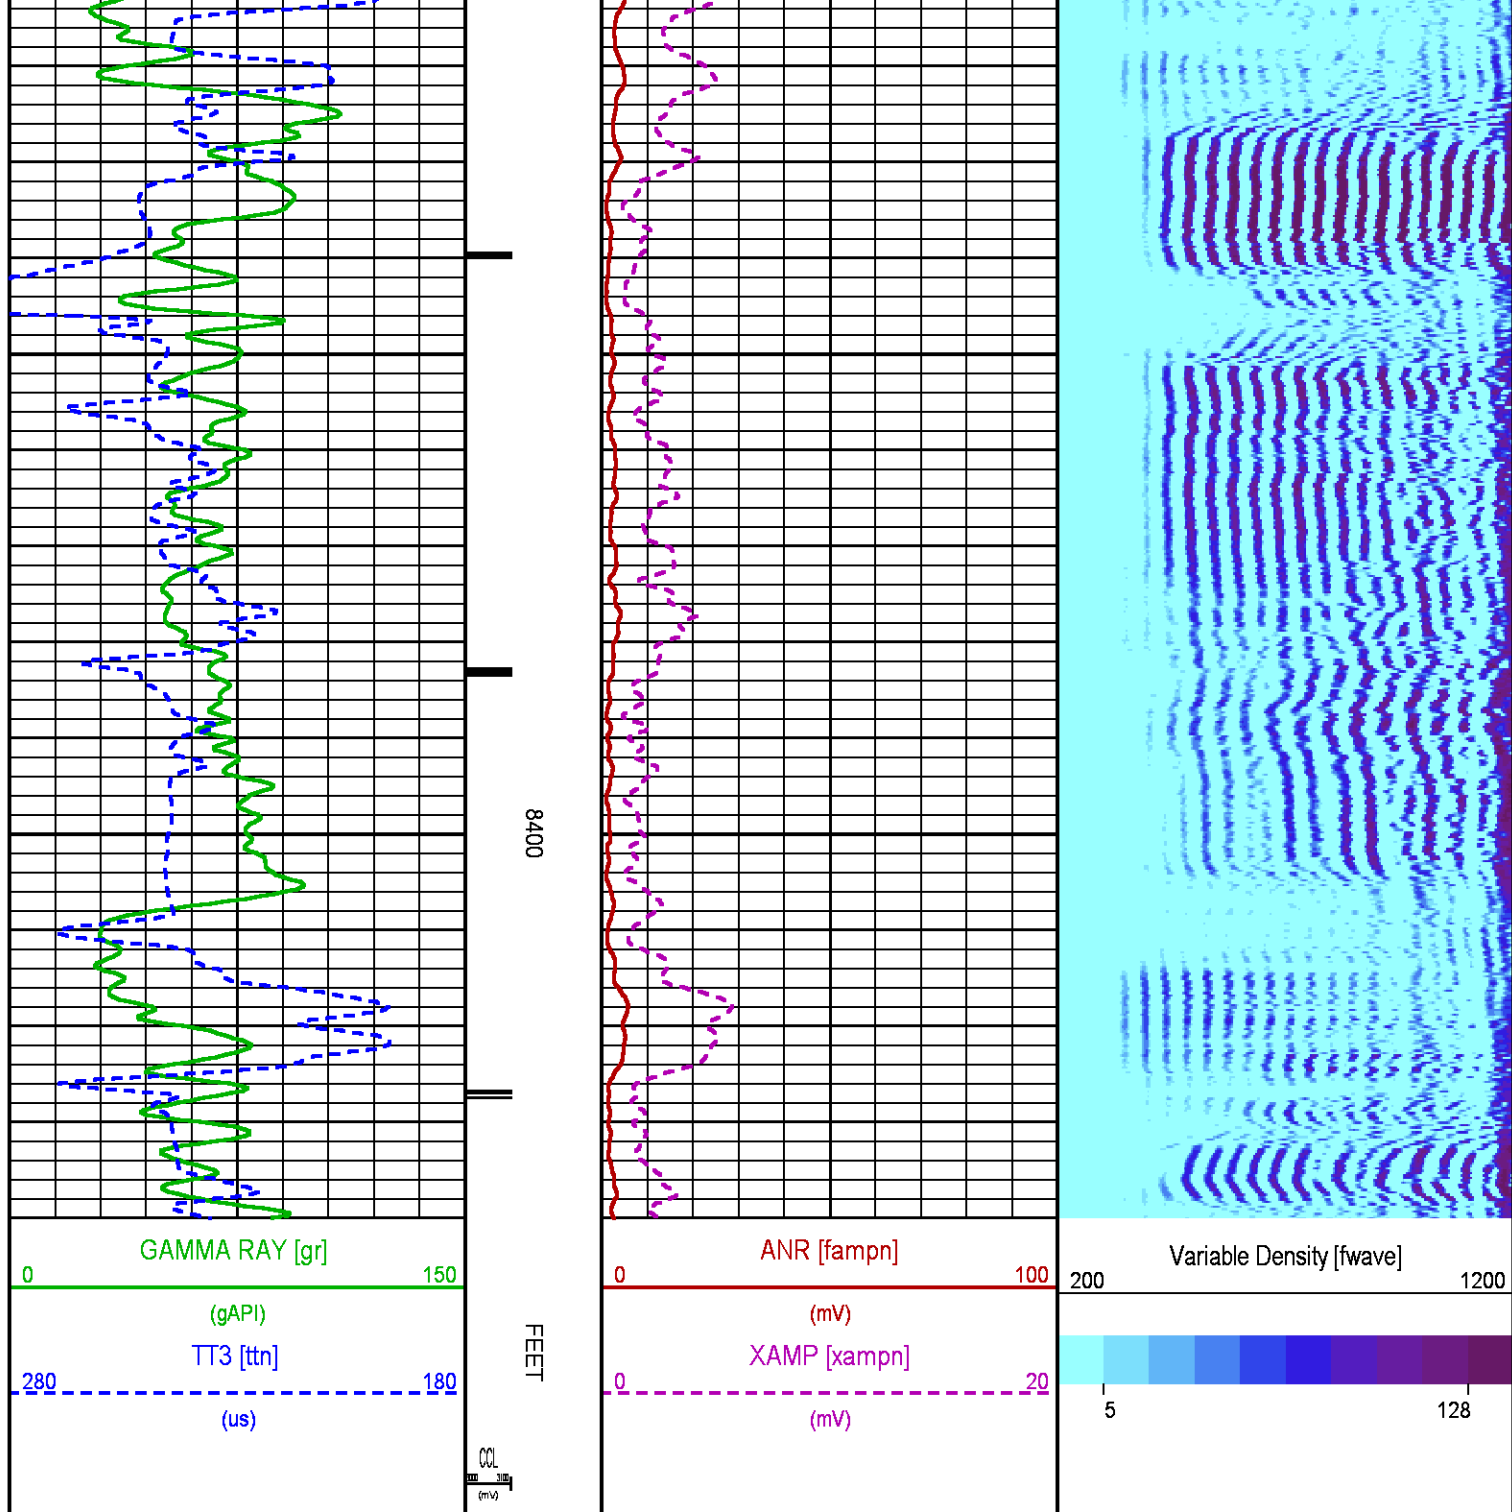 8400
GAMMA RAY [gr]
0 150
(gAPI)
TT3 [ttn]
280 180
(us)
FEET
CCL
(mV)
ANR [fampn]
0 100
(mV)
XAMP [xampn]
0 20
(mV)
Variable Density [fwave]
200 1200
5 128